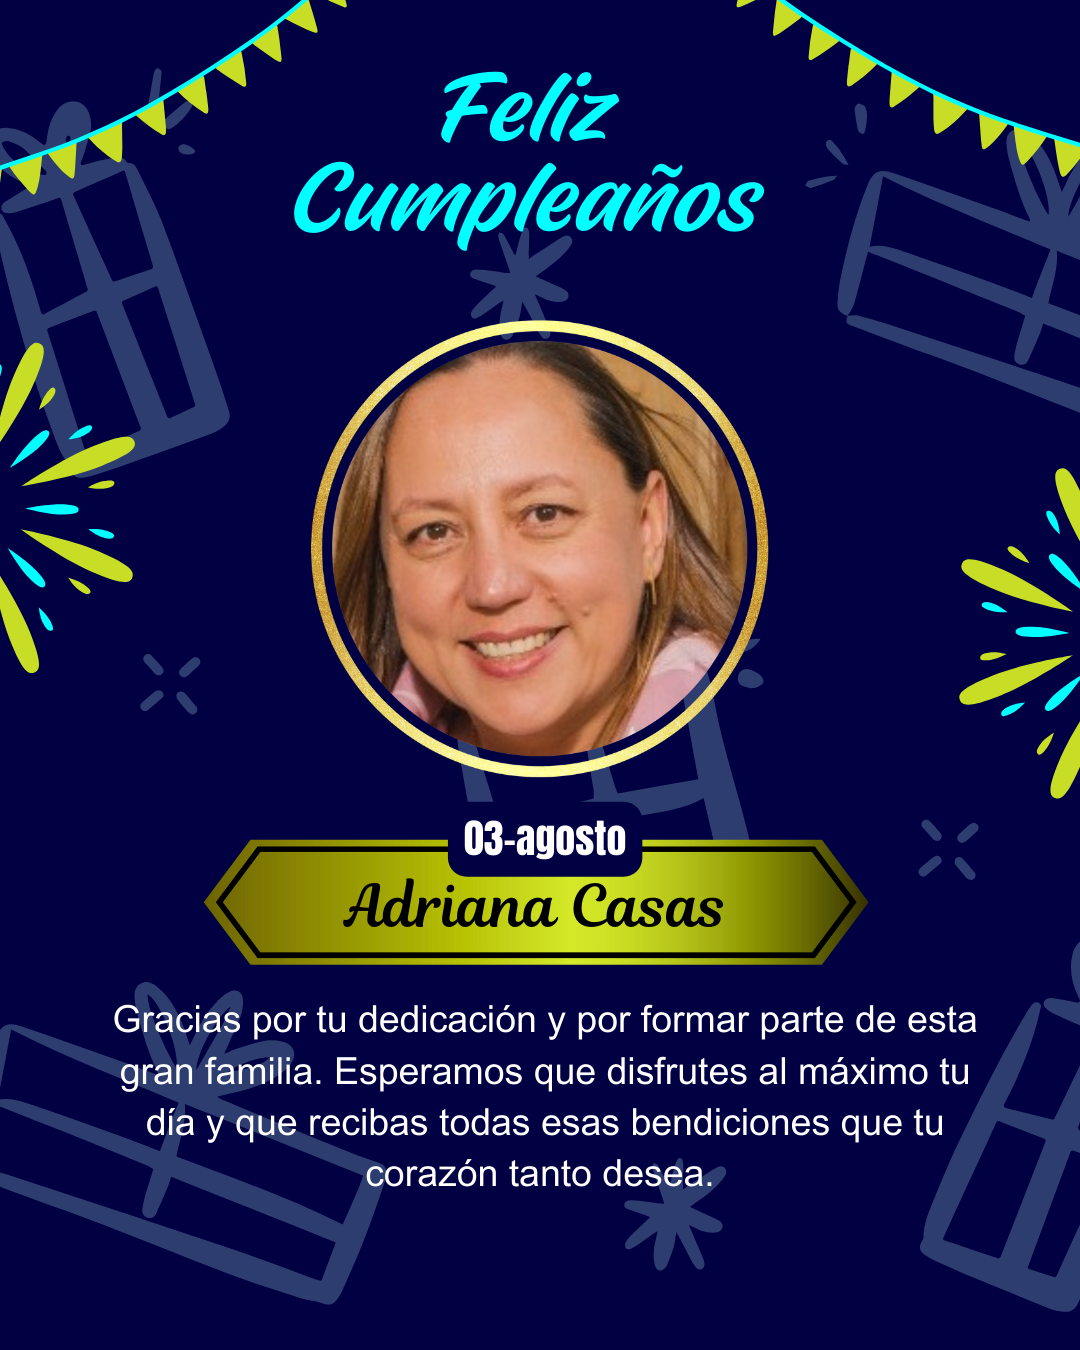 Feliz
Cumpleaños
03-agosto
Adriana Casas
Gracias por tu dedicación y por formar parte de esta
gran familia. Esperamos que disfrutes al máximo tu
día y que recibas todas esas bendiciones que tu
corazón tanto desea.